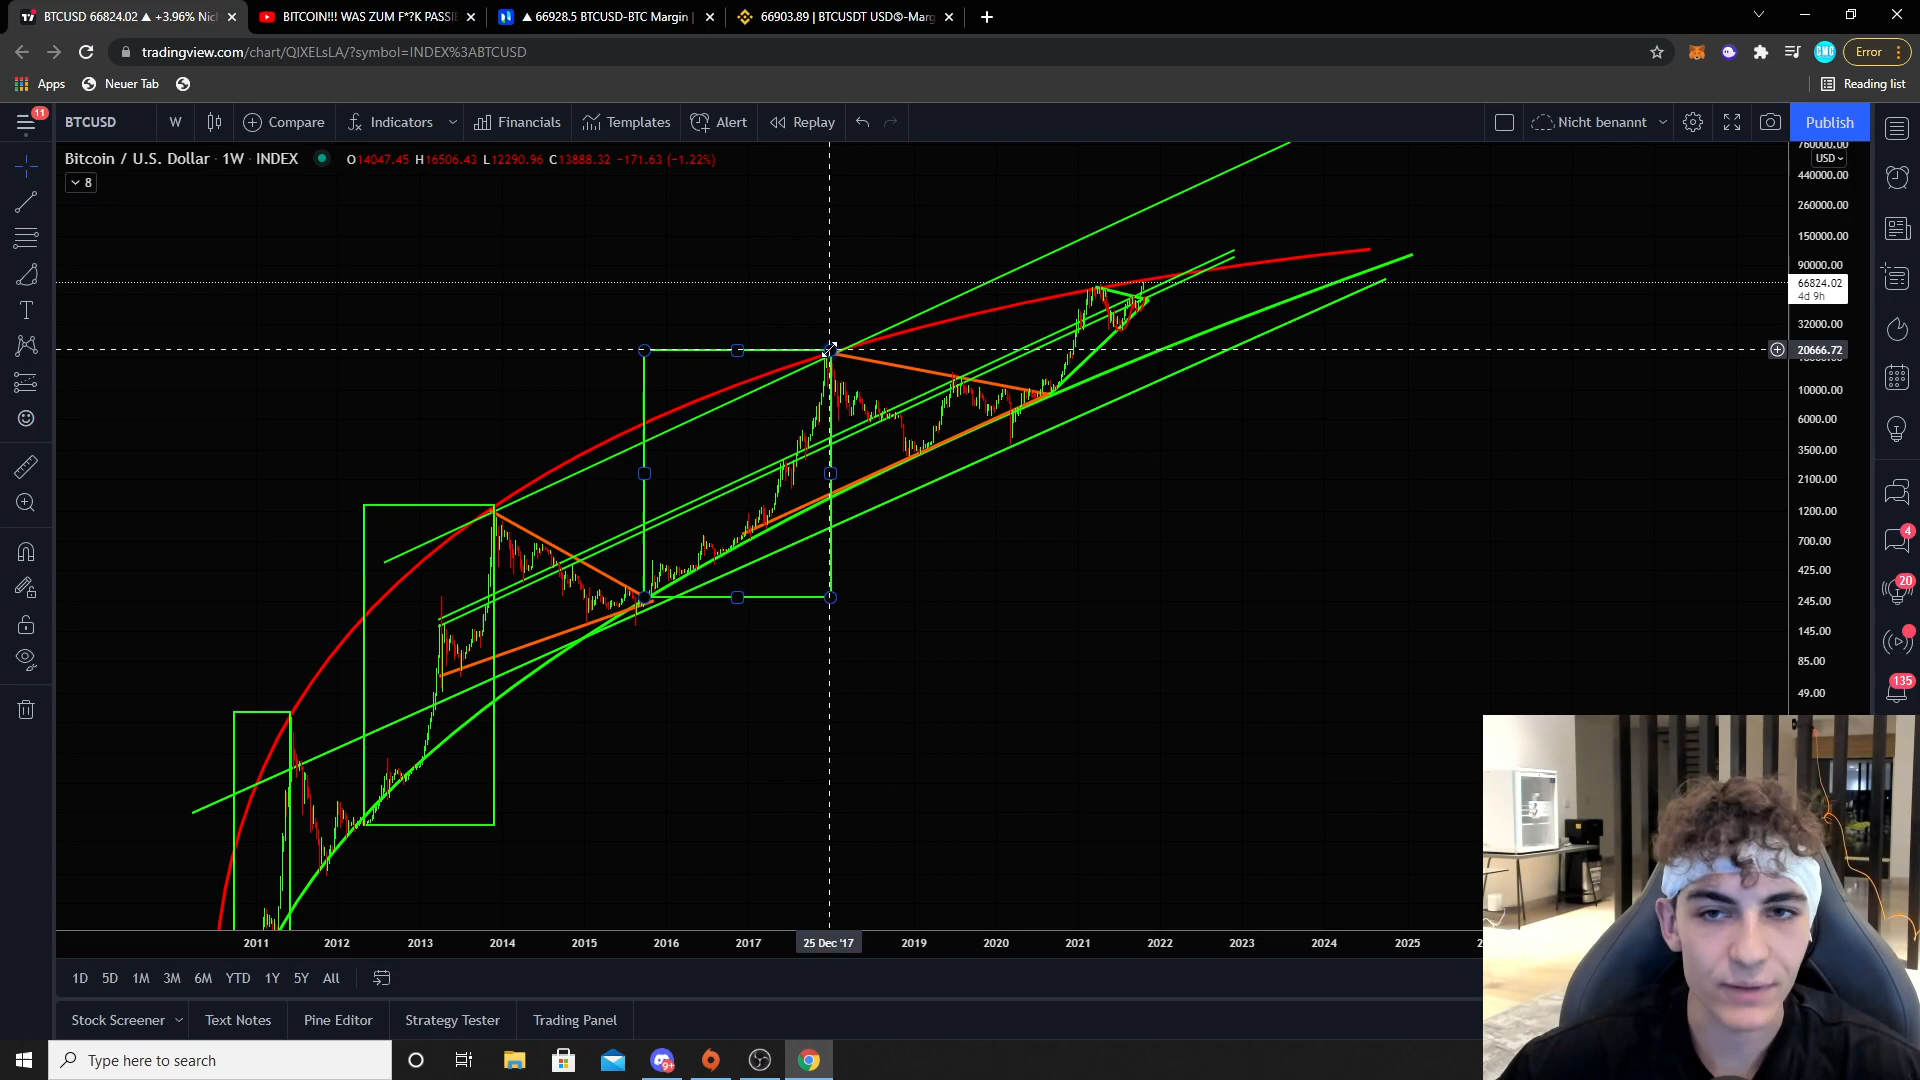 BTCUSD 66824.02 ▲ +3.96% Nic
BITCOIN!!! WAS ZUM F*?K PASSIE
▲ 66928.5 BTCUSD-BTC Margin |
66903.89 | BTCUSDT USD®-Marg
tradingview.com/chart/QIXELsLA/?symbol=INDEX%3ABTCUSD
GMC
Error
Apps
Neuer Tab
Reading list
11
BTCUSD
W
Compare
Indicators
Financials
Templates
Alert
Replay
Nicht benannt
Publish
Bitcoin / U.S. Dollar · 1W · INDEX
O14047.45 H16506.43 L12290.96 C13888.32 −171.63 (−1.22%)
8
760000.00
USD
440000.00
260000.00
150000.00
90000.00
66824.02
4d 9h
32000.00
20666.72
10000.00
6000.00
3500.00
2100.00
1200.00
700.00
425.00
245.00
145.00
85.00
49.00
4
20
135
2011
2012
2013
2014
2015
2016
2017
25 Dec '17
2019
2020
2021
2022
2023
2024
2025
1D
5D
1M
3M
6M
YTD
1Y
5Y
All
Stock Screener
Text Notes
Pine Editor
Strategy Tester
Trading Panel
Type here to search
9+